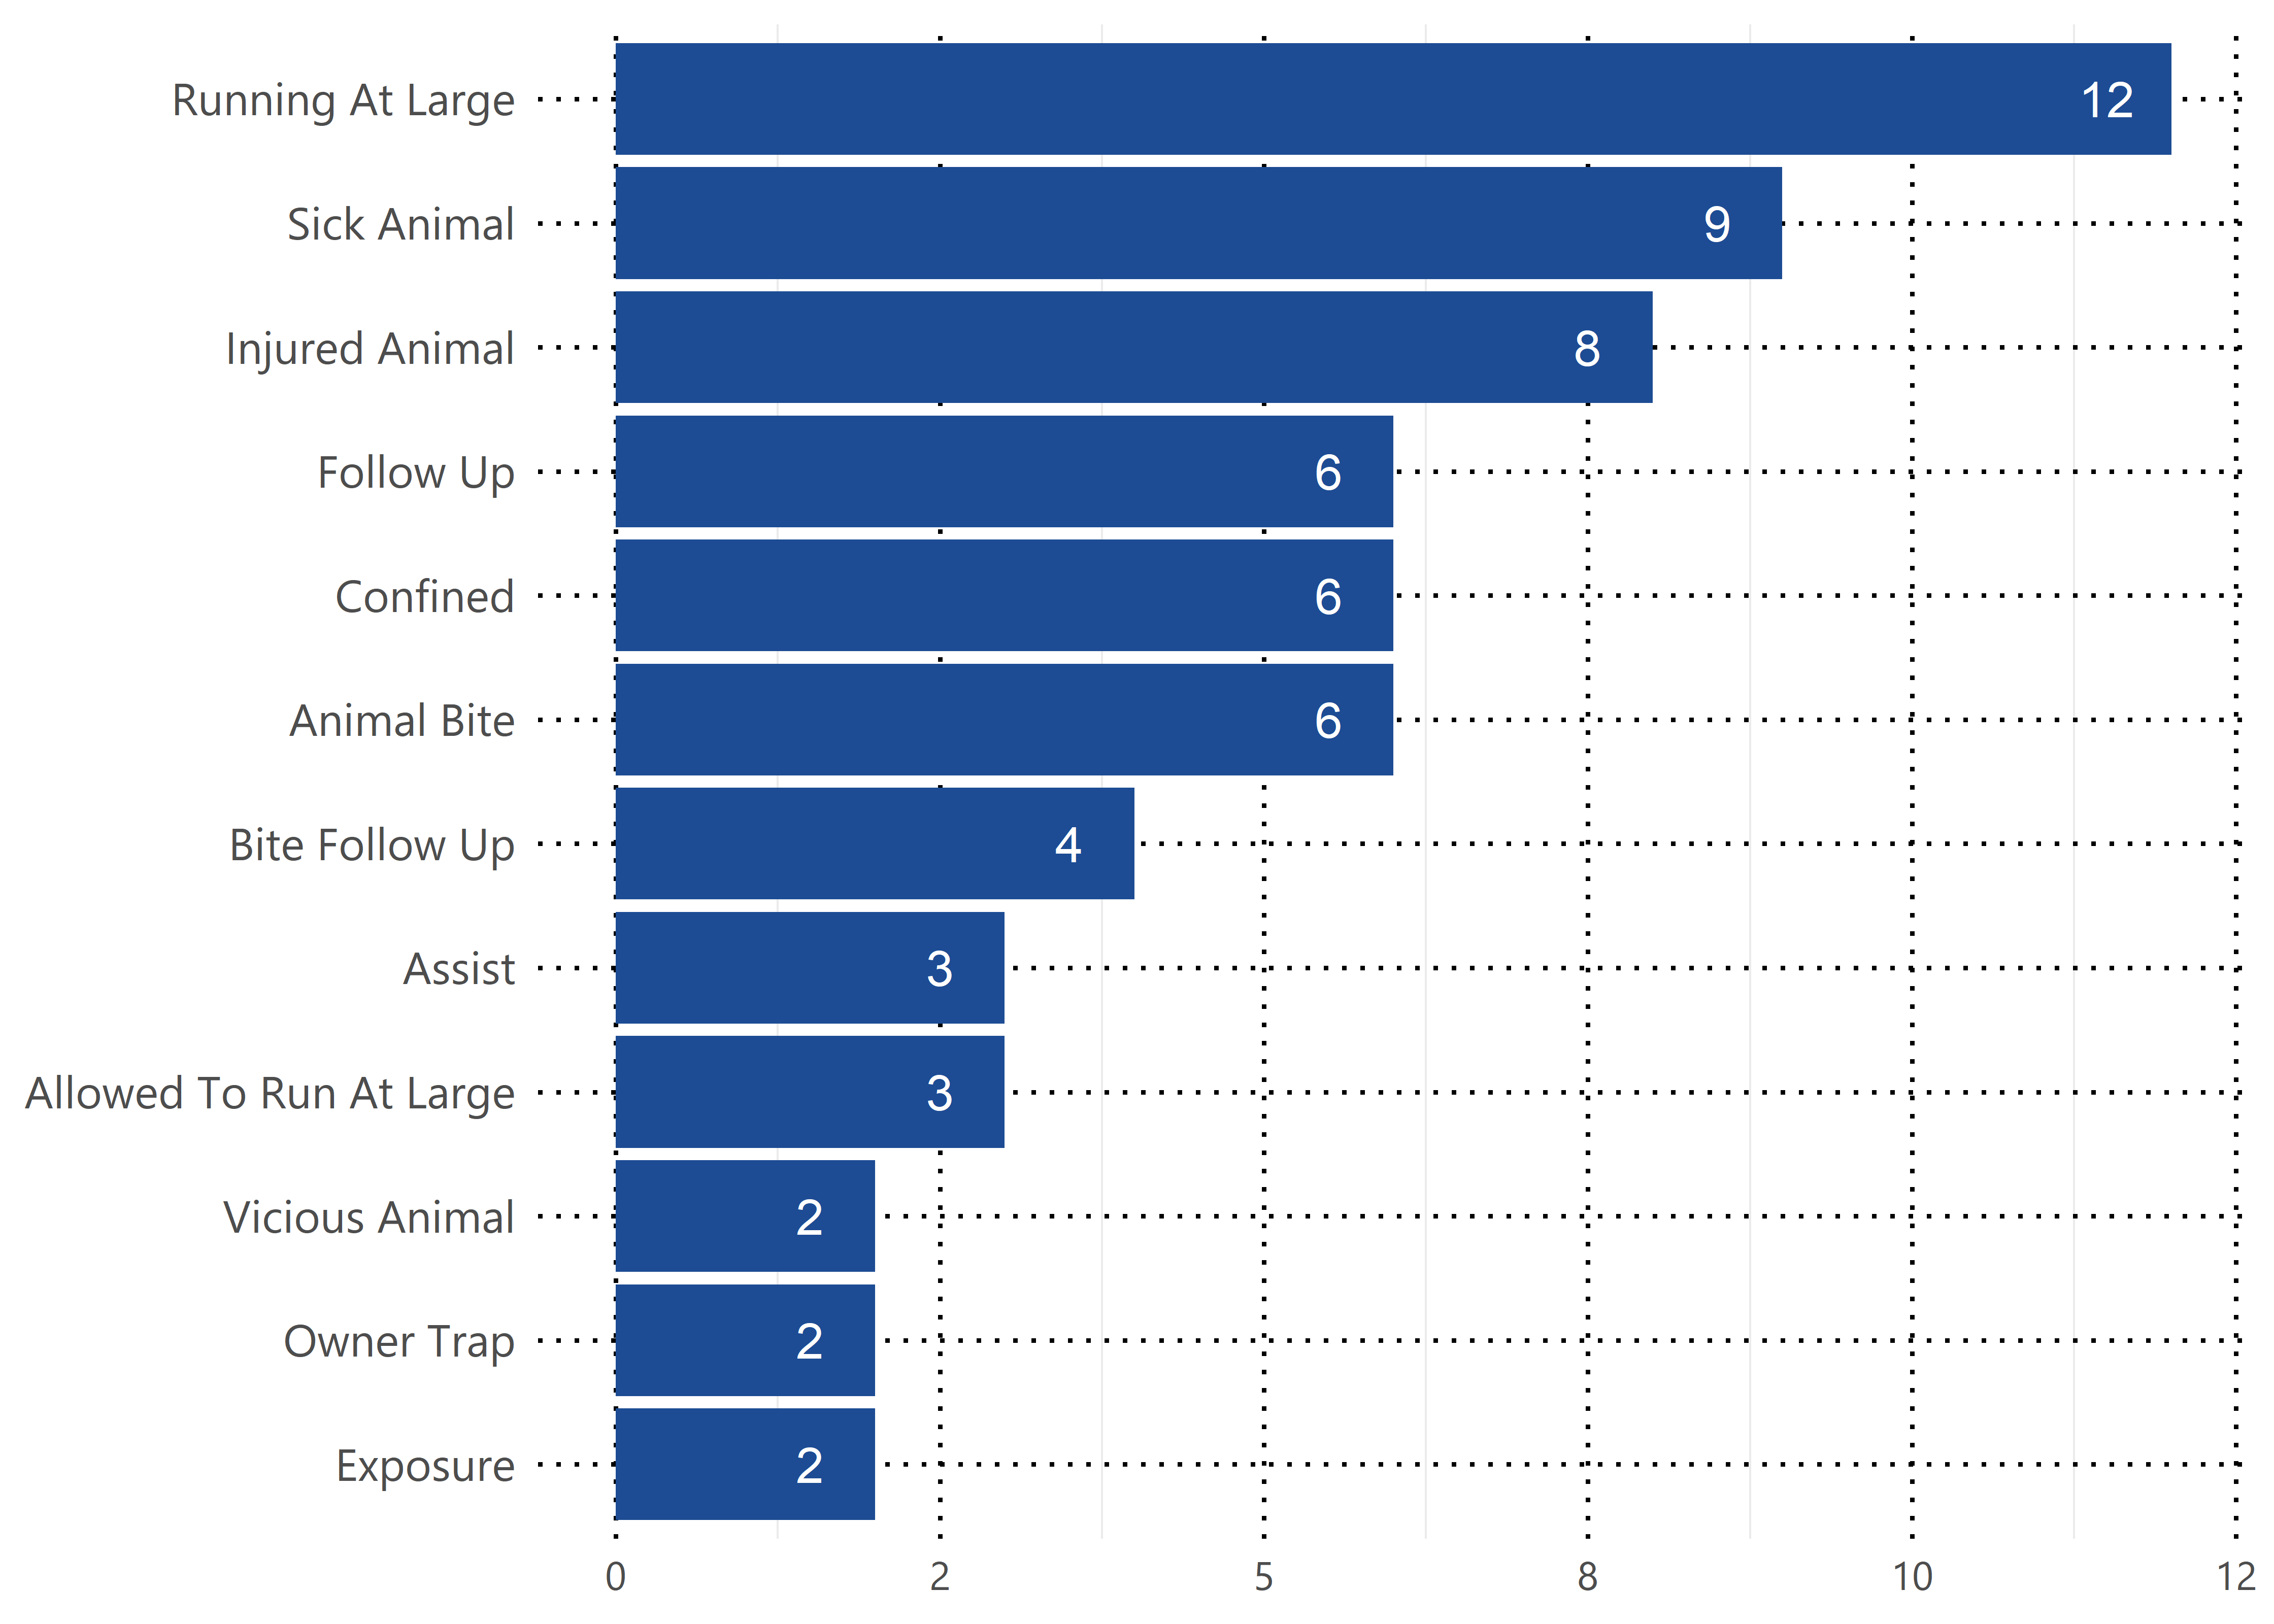 Running At Large 12
Sick Animal 9
Injured Animal 8
Follow Up 6
Confined 6
Animal Bite 6
Bite Follow Up 4
Assist 3
Allowed To Run At Large 3
Vicious Animal 2
Owner Trap 2
Exposure 2
0 2 5 8 10 12